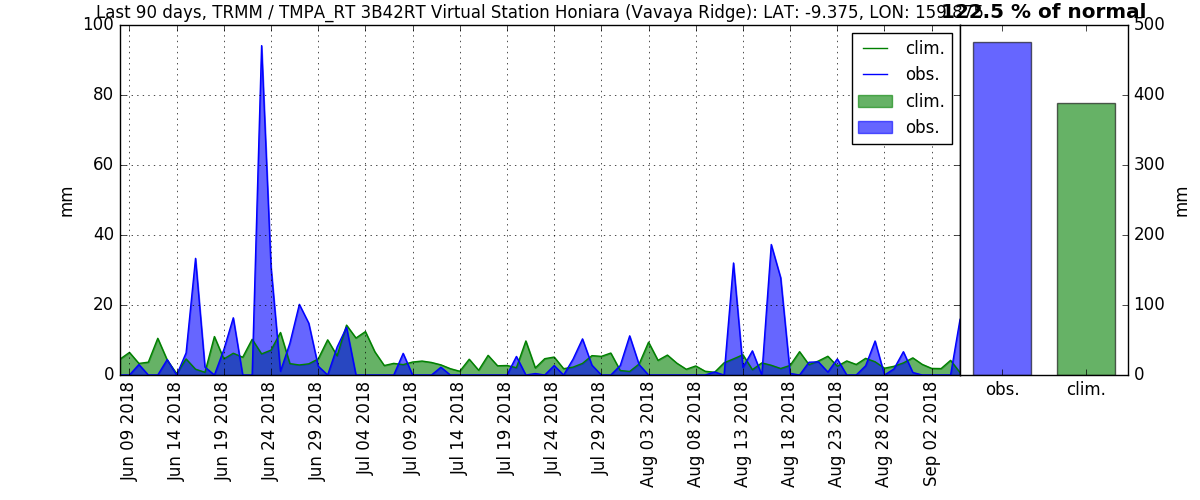 Last 90 days, TRMM / TMPA_RT 3B42RT Virtual Station Honiara (Vavaya Ridge): LAT: -9.375, LON:
122.5 % of normal
100
80
60
40
20
0
mm
clim.
obs.
clim.
obs.
500
400
300
200
100
0
mm
Jun 09 2018
Jun 14 2018
Jun 19 2018
Jun 24 2018
Jun 29 2018
Jul 04 2018
Jul 09 2018
Jul 14 2018
Jul 19 2018
Jul 24 2018
Jul 29 2018
Aug 03 2018
Aug 08 2018
Aug 13 2018
Aug 18 2018
Aug 23 2018
Aug 28 2018
Sep 02 2018
obs.
clim.